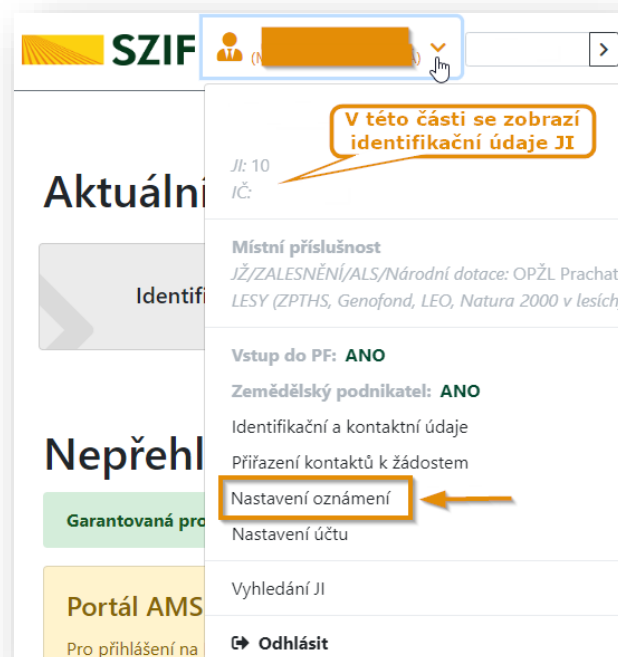 SZIF
V této části se zobrazí
identifikační údaje JI
JI: 10
IČ:
Aktuální
Místní příslušnost
JŽ/ZALESNĚNÍ/ALS/Národní dotace: OPŽL Prachat
LESY (ZPTHS, Genofond, LEO, Natura 2000 v lesích
Identifi
Vstup do PF: ANO
Zemědělský podnikatel: ANO
Identifikační a kontaktní údaje
Přiřazení kontaktů k žádostem
Nastavení oznámení
Nastavení účtu
Vyhledání JI
Odhlásit
Nepřehl
Garantovaná pro
Portál AMS
Pro přihlášení na